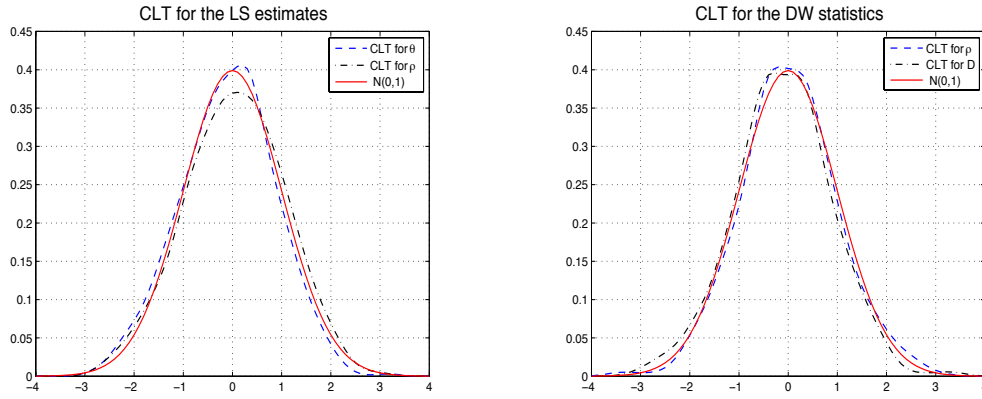 CLT for the LS estimates
0.45
0.4
0.35
0.3
0.25
0.2
0.15
0.1
0.05
0
−4 −3 −2 −1 0 1 2 3 4
CLT for θ
CLT for ρ
N(0,1)
CLT for the DW statistics
0.45
0.4
0.35
0.3
0.25
0.2
0.15
0.1
0.05
0
−4 −3 −2 −1 0 1 2 3 4
CLT for ρ
CLT for D
N(0,1)